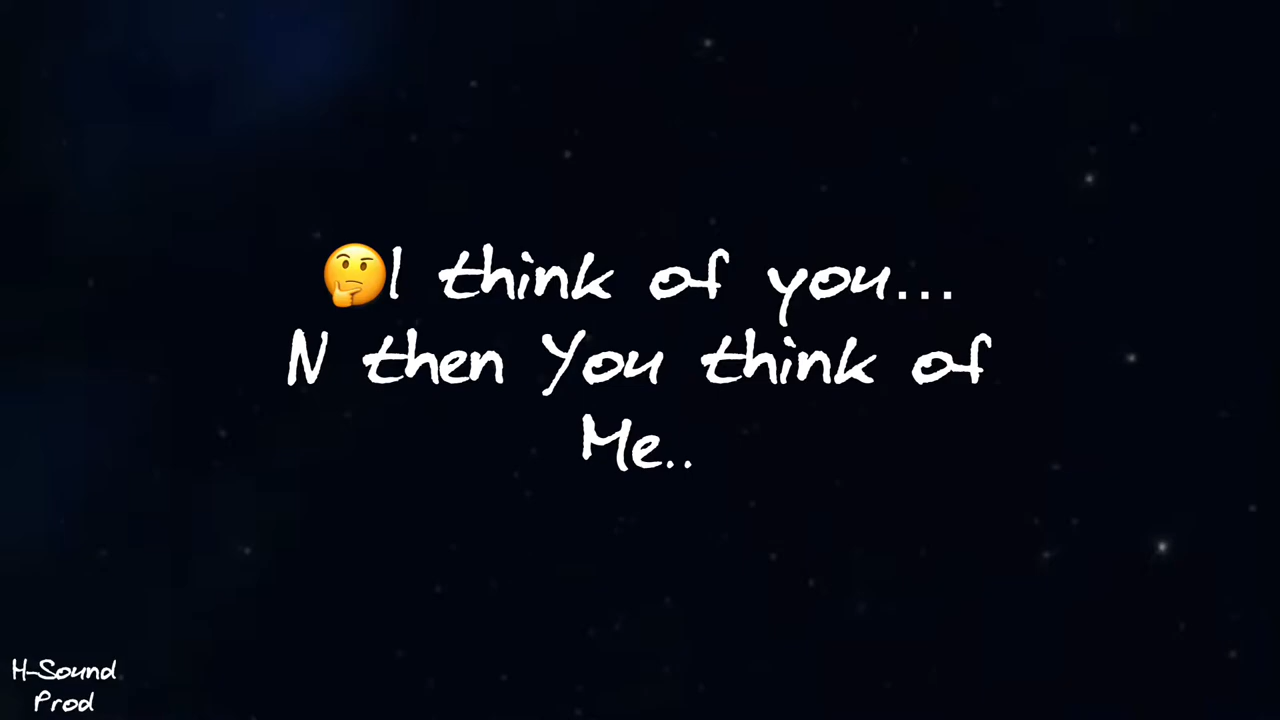 🤔I think of you...
N then You think of
Me..
H-Sound
Prod